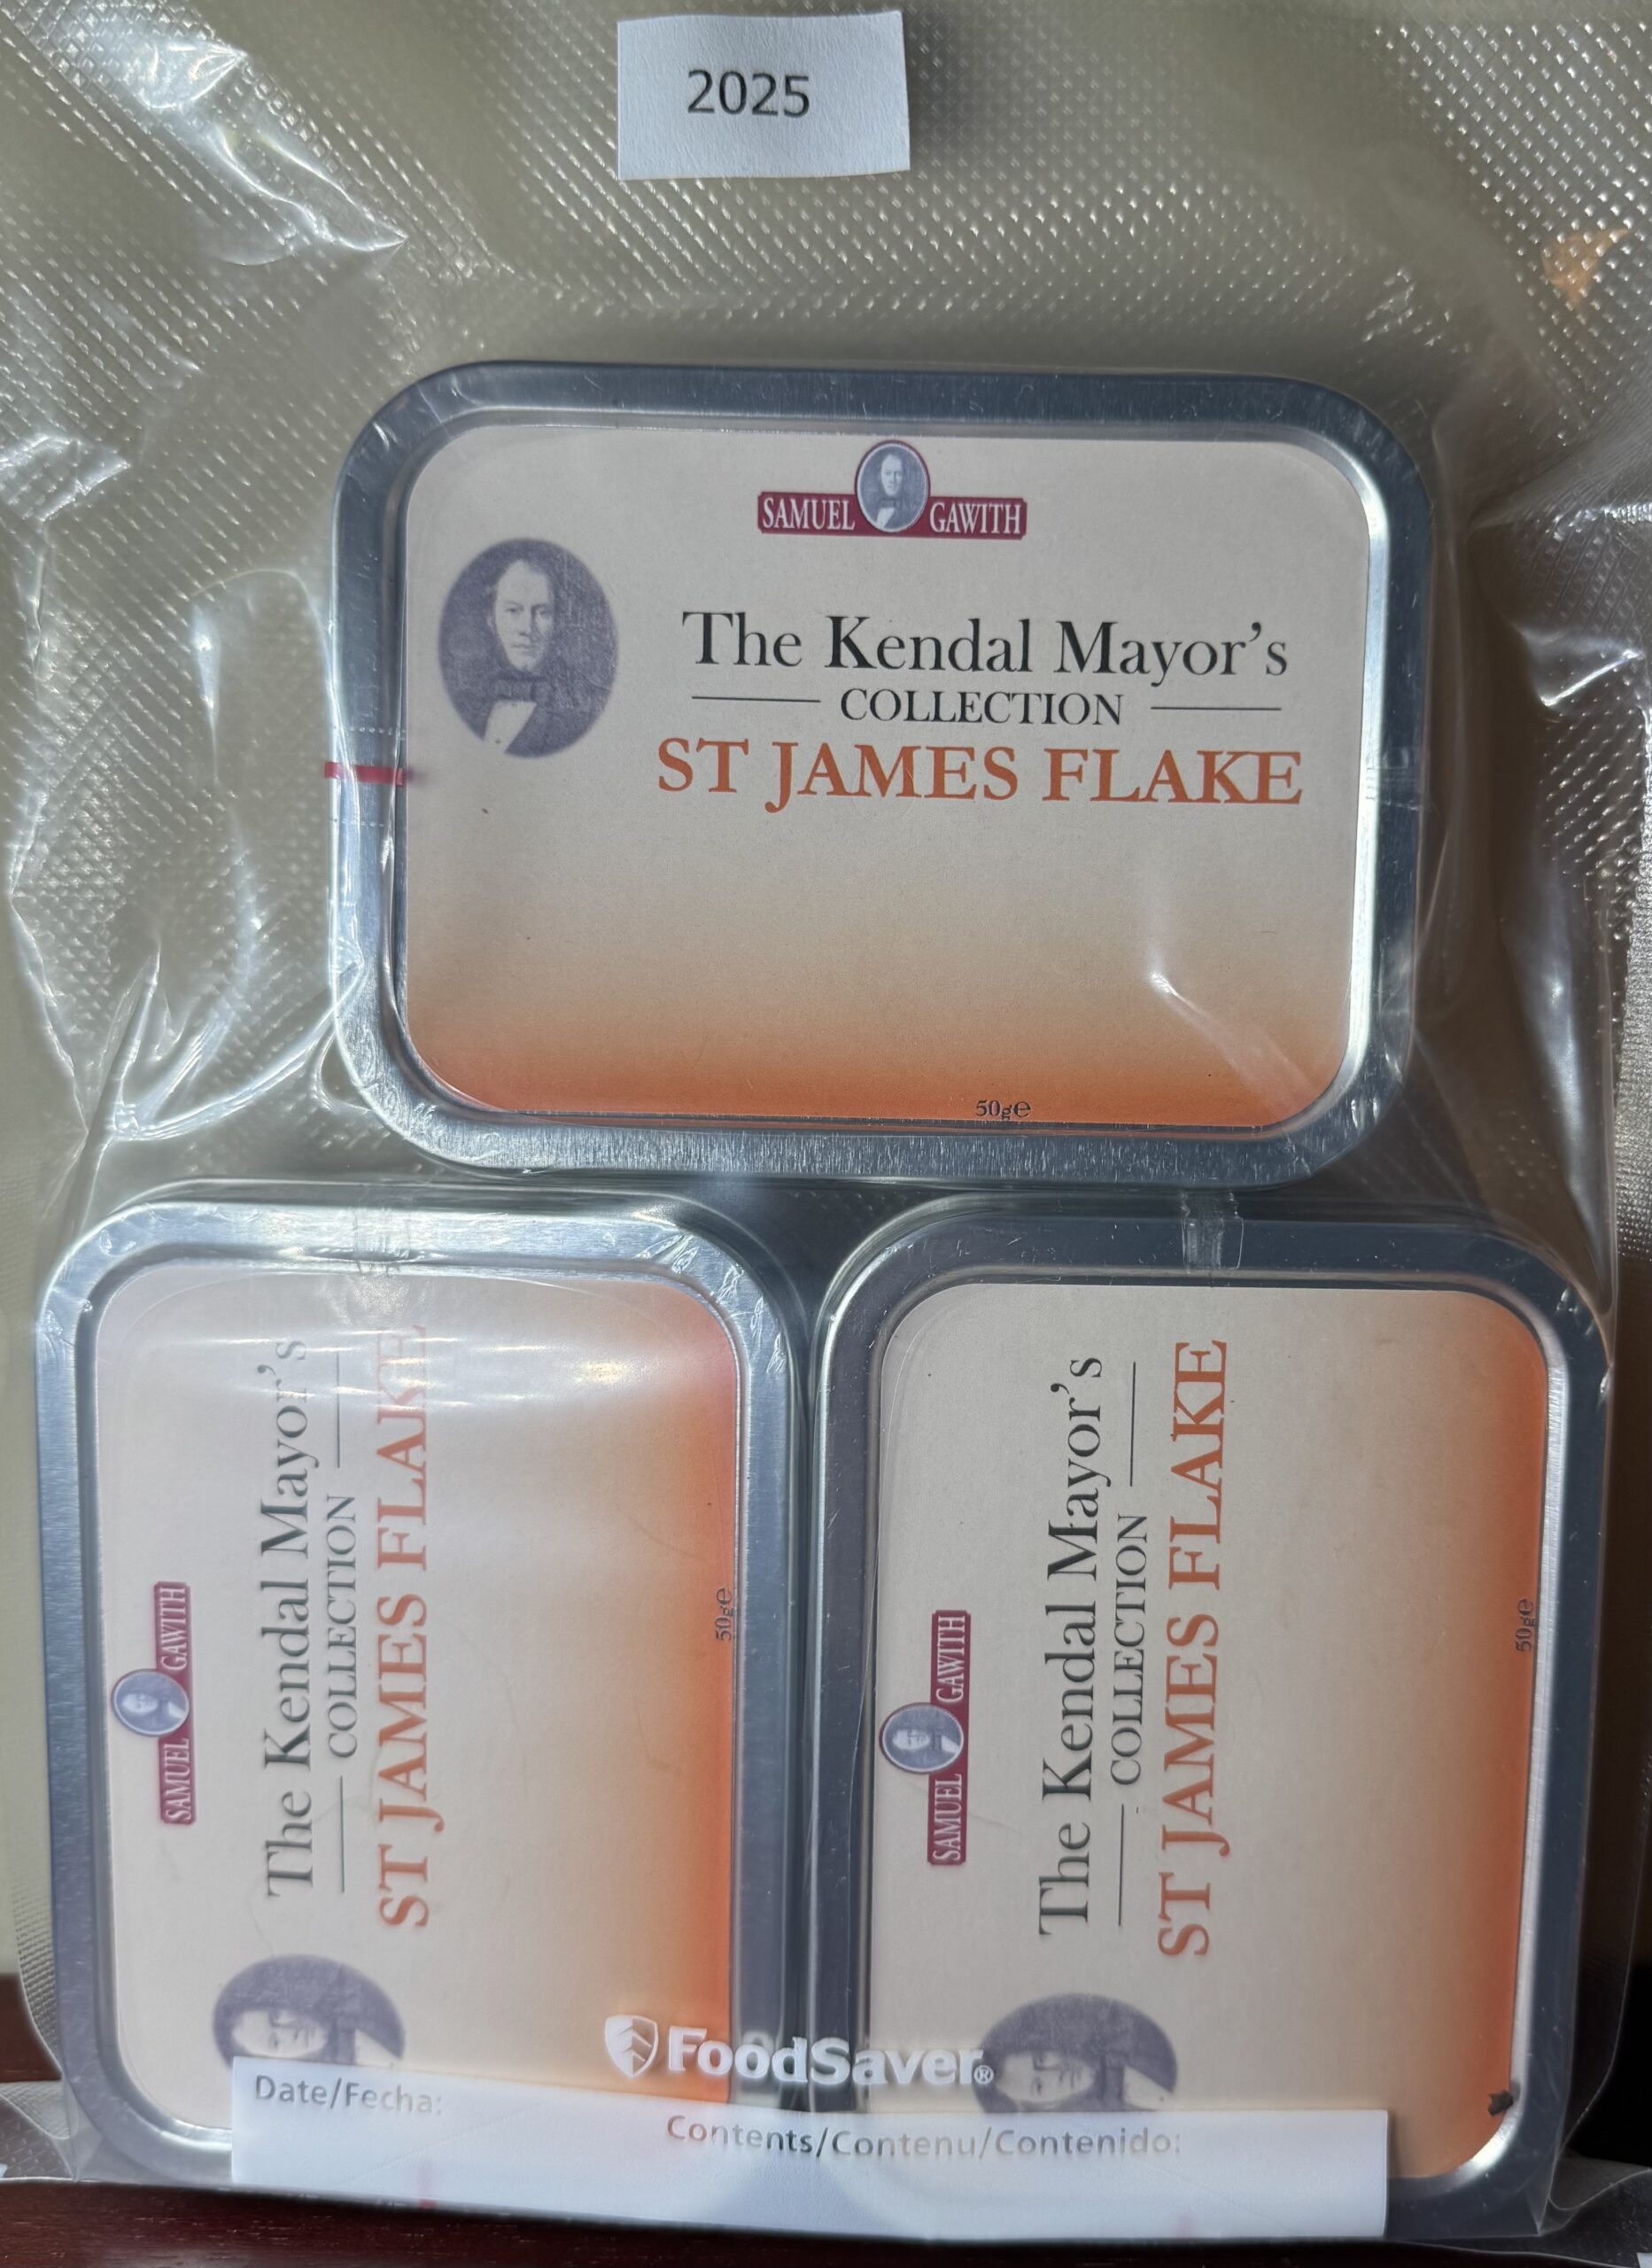 2025
SAMUEL GAWITH
The Kendal Mayor's
COLLECTION
ST JAMES FLAKE
50g℮
SAMUEL GAWITH
The Kendal Mayor's
COLLECTION
ST JAMES FLAKE
50g℮
SAMUEL GAWITH
The Kendal Mayor's
COLLECTION
ST JAMES FLAKE
50g℮
FoodSaver®
Date/Fecha:
Contents/Contenu/Contenido: